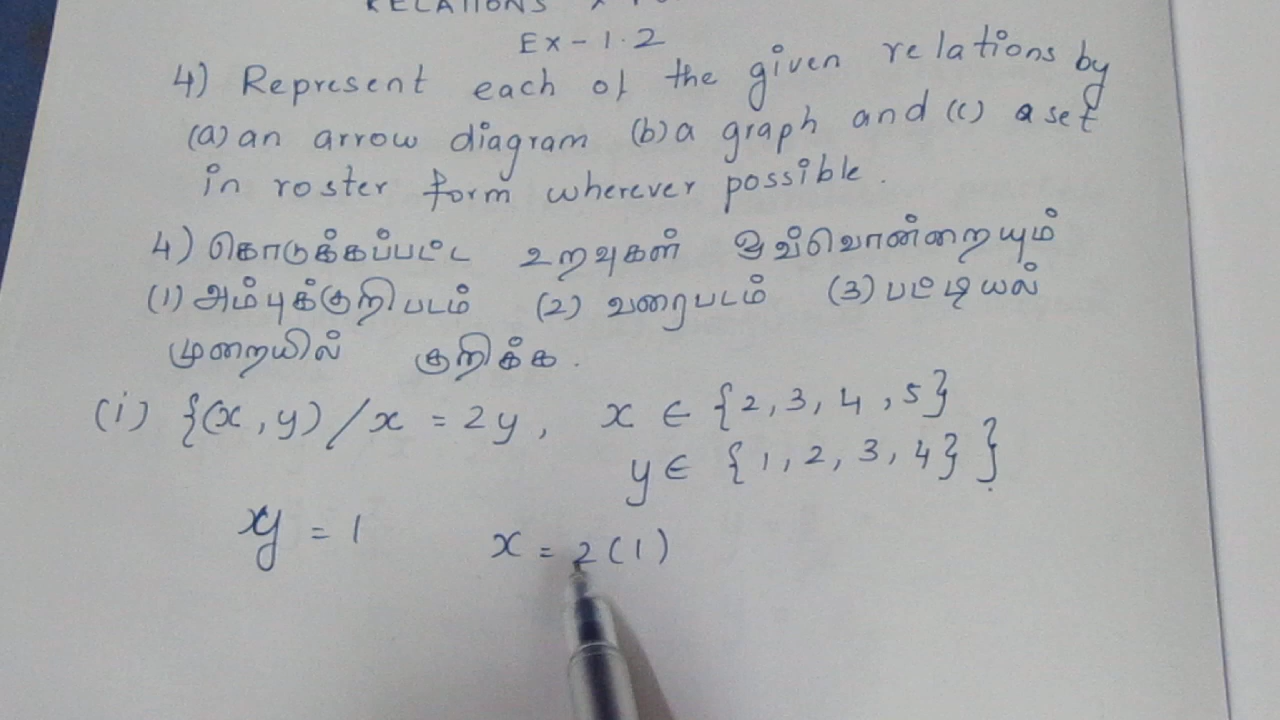 RELATIONS
Ex - 1.2
4) Represent each of the given relations by
(a) an arrow diagram (b) a graph and (c) a set
in roster form wherever possible.
4) கொடுக்கப்பட்ட உறவுகள் ஒவ்வொன்றையும்
(1) அம்புக்குறிபடம் (2) வரைபடம் (3) பட்டியல்
முறையில் குறிக்க.
(i) {(x, y) / x = 2y, x ∈ {2, 3, 4, 5}
y ∈ {1, 2, 3, 4} }
y = 1 x = 2(1)